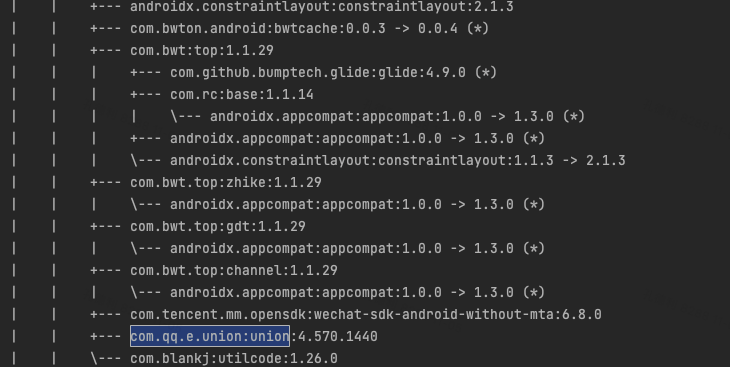 |    |    +--- androidx.constraintlayout:constraintlayout:2.1.3
|    |    +--- com.bwton.android:bwtcache:0.0.3 -> 0.0.4 (*)
|    |    +--- com.bwt:top:1.1.29
|    |    |    +--- com.github.bumptech.glide:glide:4.9.0 (*)
|    |    |    +--- com.rc:base:1.1.14
|    |    |    |    \--- androidx.appcompat:appcompat:1.0.0 -> 1.3.0 (*)
|    |    |    +--- androidx.appcompat:appcompat:1.0.0 -> 1.3.0 (*)
|    |    |    \--- androidx.constraintlayout:constraintlayout:1.1.3 -> 2.1.3
|    |    +--- com.bwt.top:zhike:1.1.29
|    |    |    \--- androidx.appcompat:appcompat:1.0.0 -> 1.3.0 (*)
|    |    +--- com.bwt.top:gdt:1.1.29
|    |    |    \--- androidx.appcompat:appcompat:1.0.0 -> 1.3.0 (*)
|    |    +--- com.bwt.top:channel:1.1.29
|    |    |    \--- androidx.appcompat:appcompat:1.0.0 -> 1.3.0 (*)
|    |    +--- com.tencent.mm.opensdk:wechat-sdk-android-without-mta:6.8.0
|    |    +--- com.qq.e.union:union:4.570.1440
|    |    \--- com.blankj:utilcode:1.26.0